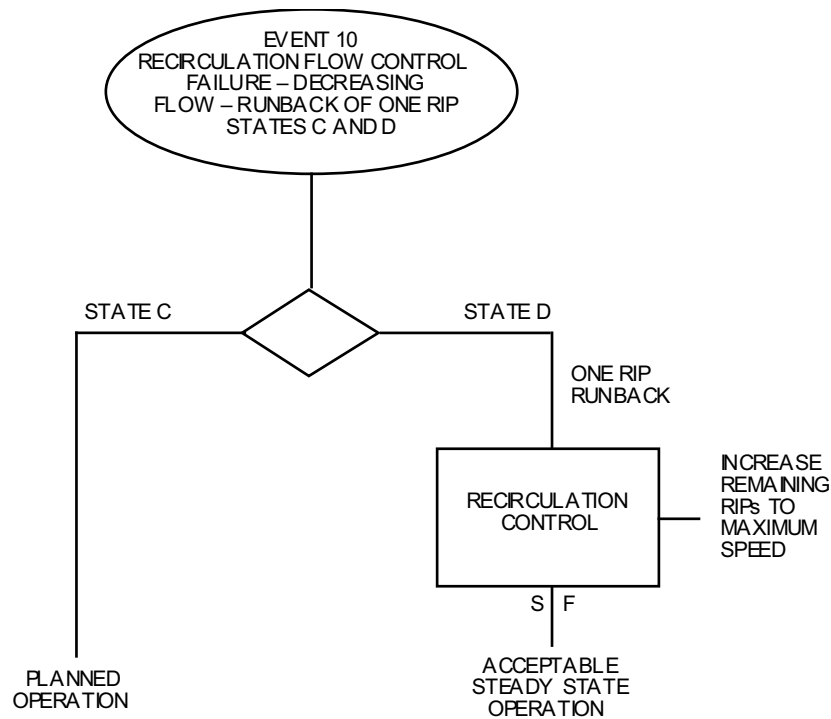 EVENT 10
RECIRCULATION FLOW CONTROL
FAILURE – DECREASING
FLOW – RUNBACK OF ONE RIP
STATES C AND D
STATE C
STATE D
ONE RIP
RUNBACK
RECIRCULATION
CONTROL
INCREASE
REMAINING
RIPs TO
MAXIMUM
SPEED
S F
PLANNED
OPERATION
ACCEPTABLE
STEADY STATE
OPERATION